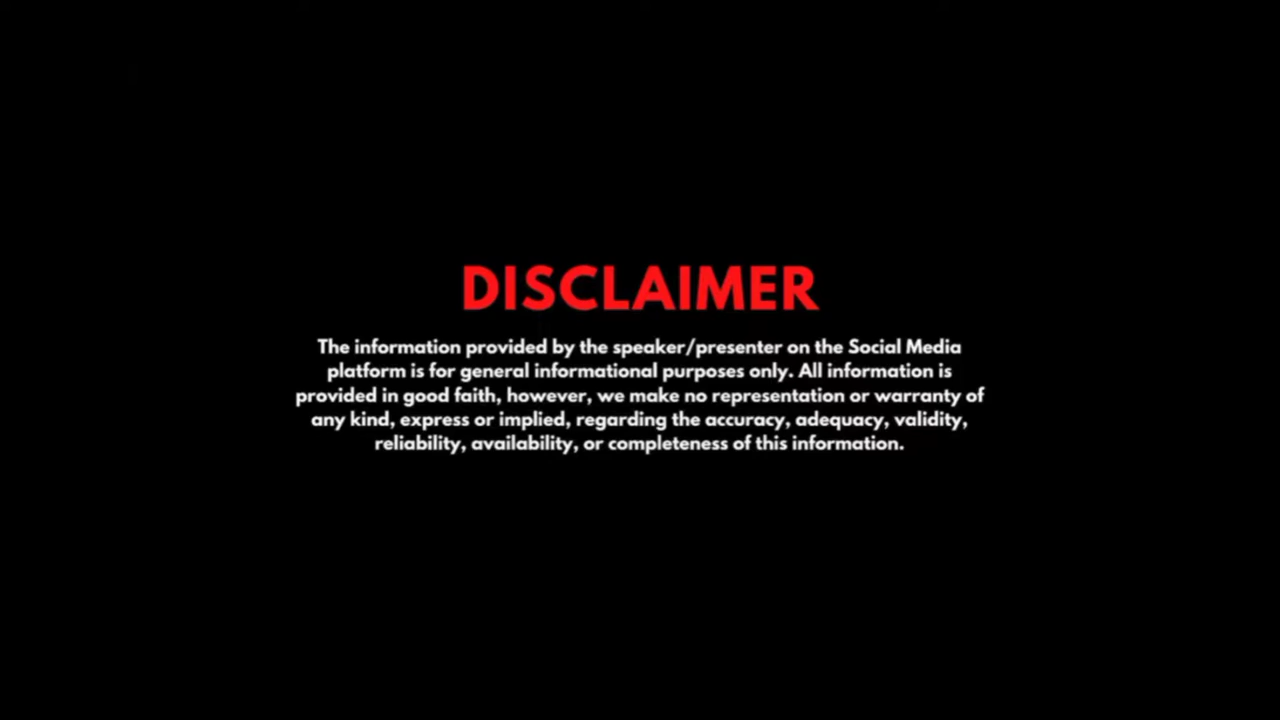 DISCLAIMER
The information provided by the speaker/presenter on the Social Media
platform is for general informational purposes only. All information is
provided in good faith, however, we make no representation or warranty of
any kind, express or implied, regarding the accuracy, adequacy, validity,
reliability, availability, or completeness of this information.